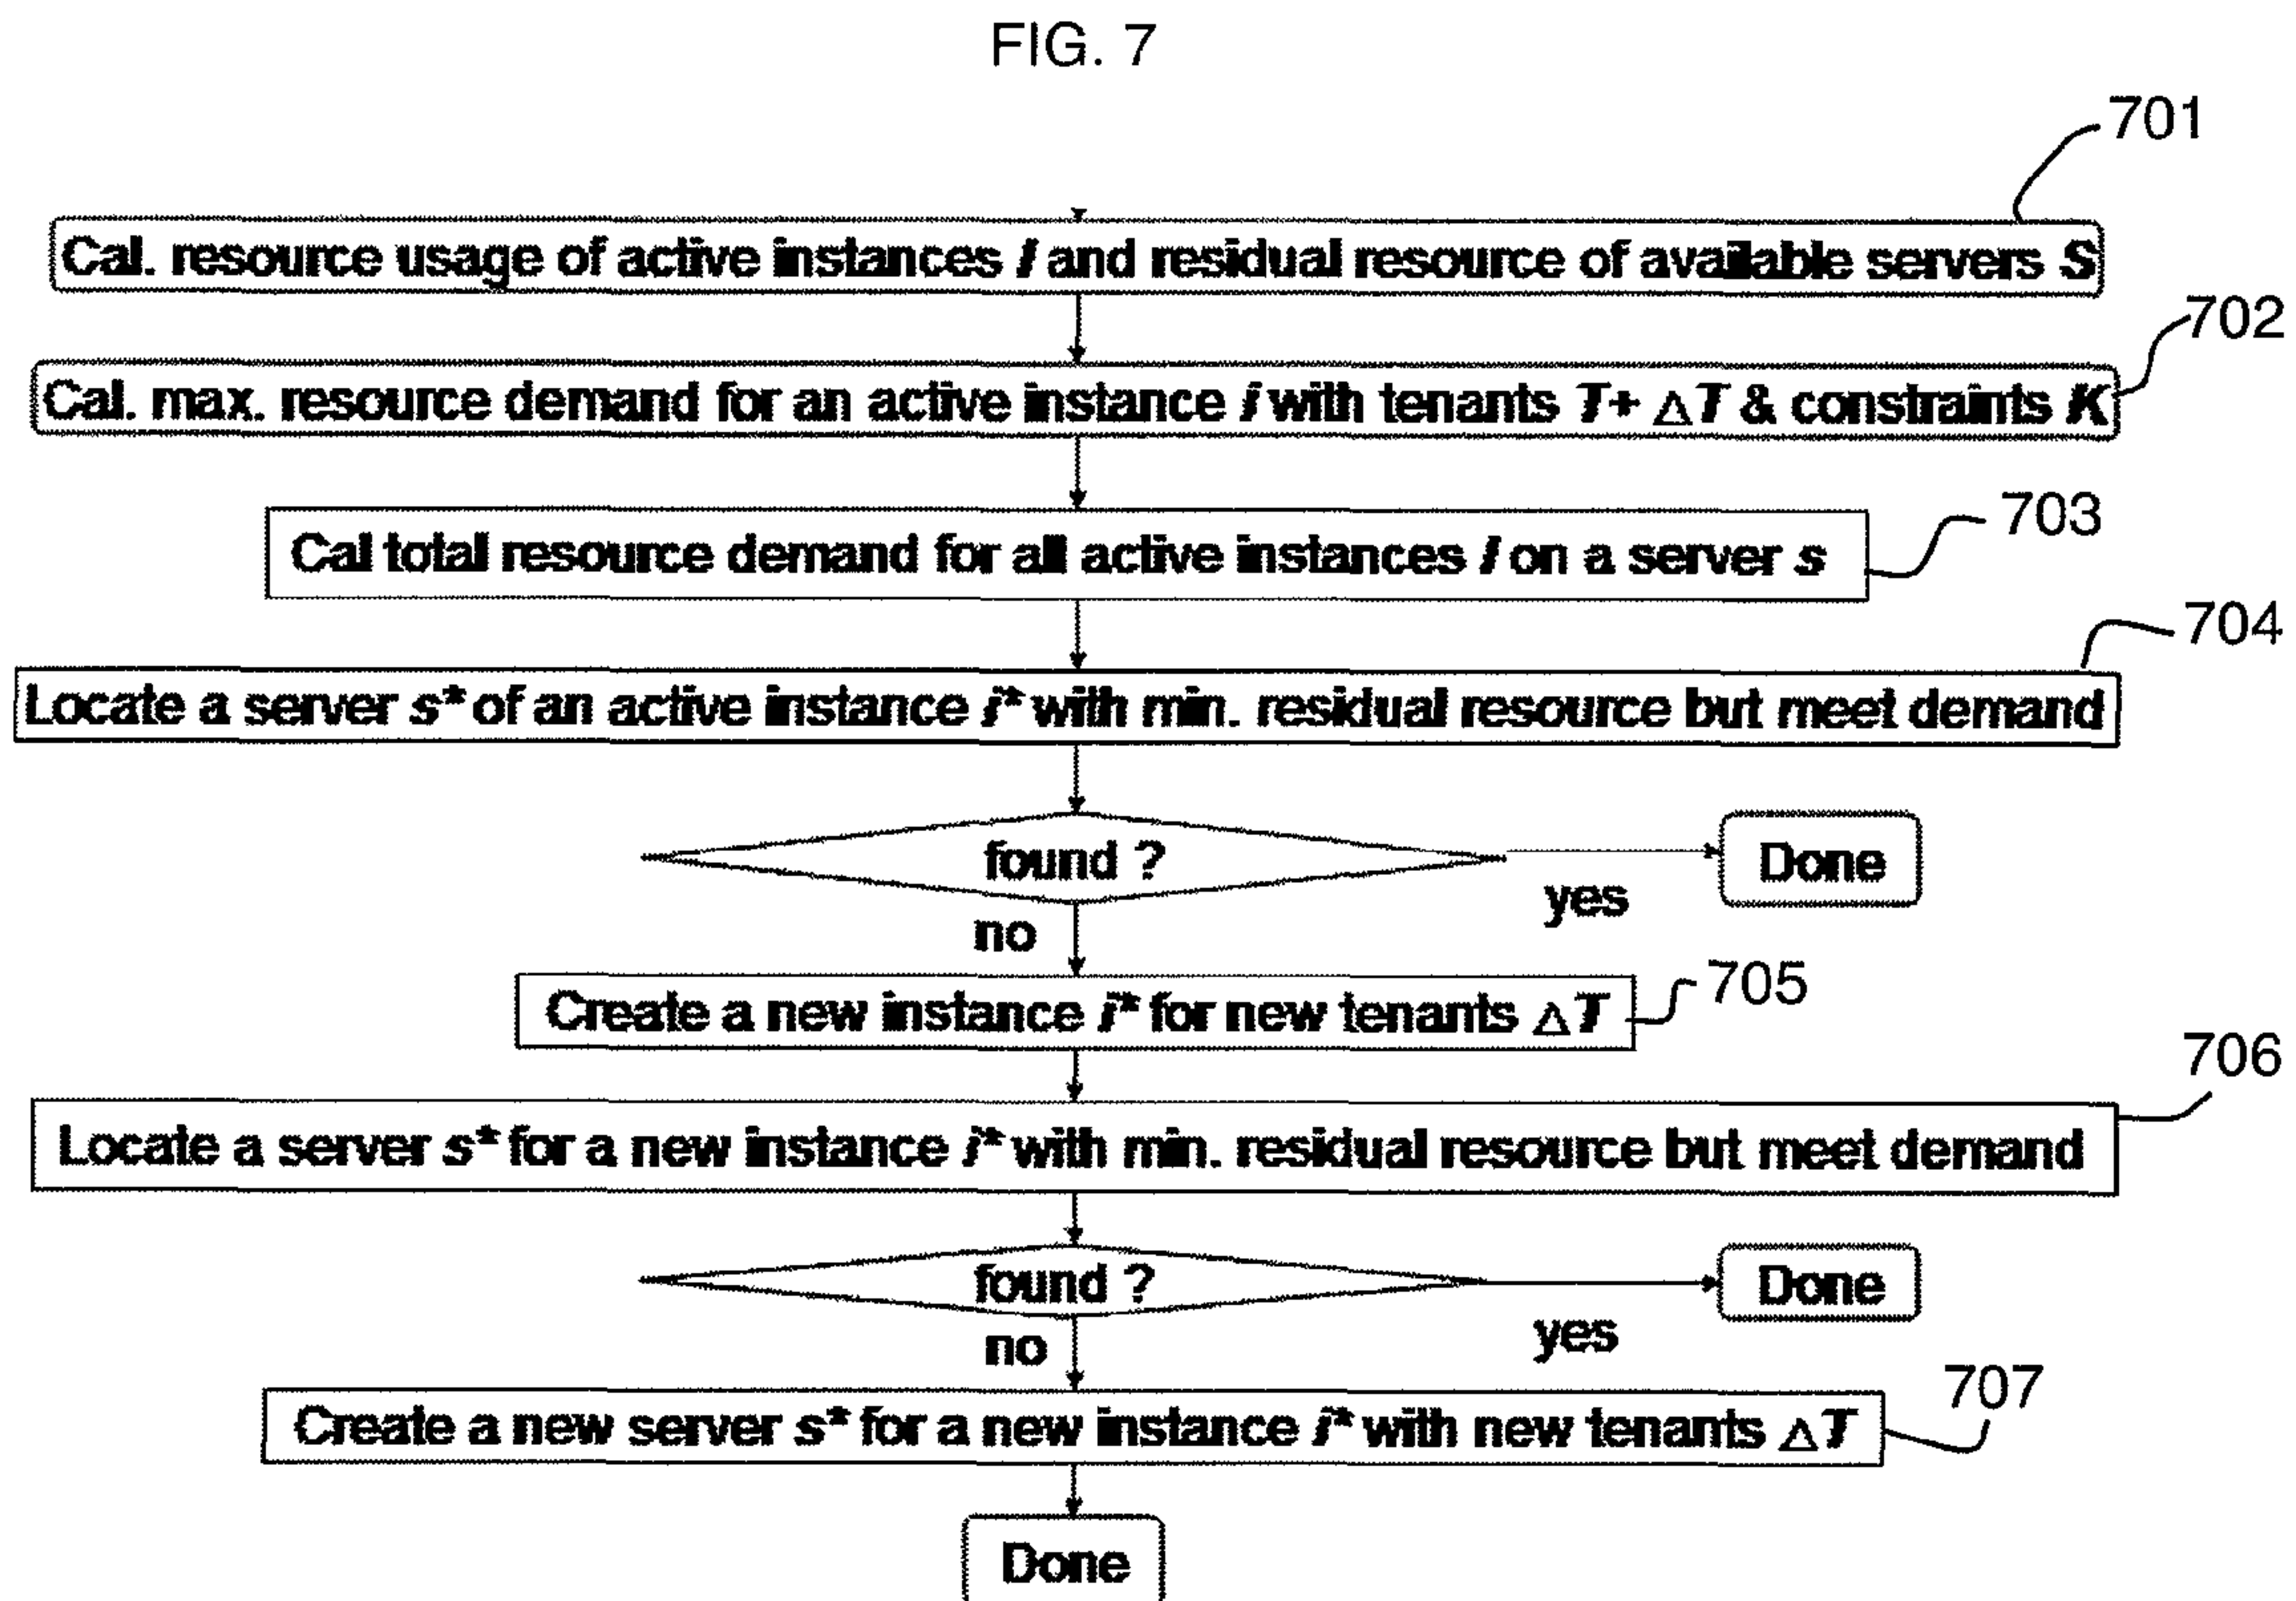 FIG. 7
701
Cal. resource usage of active instances I and residual resource of available servers S
702
Cal. max. resource demand for an active instance i with tenants T+ ΔT & constraints K
703
Cal total resource demand for all active instances I on a server s
704
Locate a server s* of an active instance i* with min. residual resource but meet demand
found ?
Done
yes
no
705
Create a new instance i* for new tenants ΔT
706
Locate a server s* for a new instance i* with min. residual resource but meet demand
found ?
Done
yes
no
707
Create a new server s* for a new instance i* with new tenants ΔT
Done